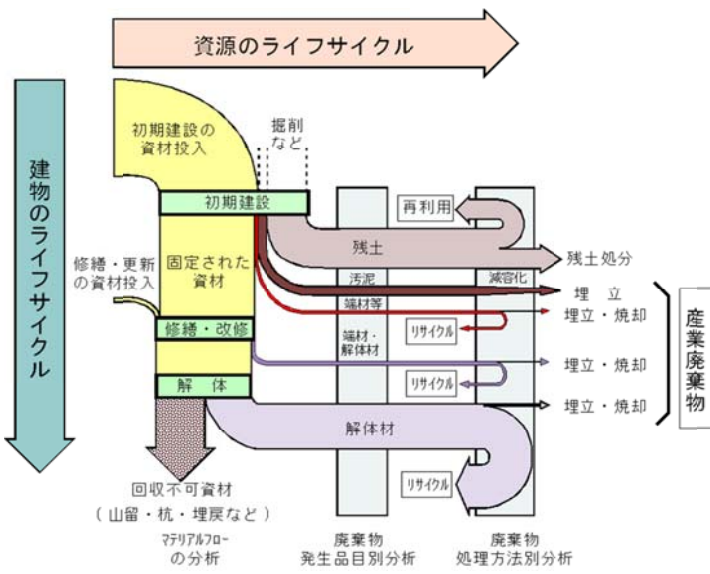 資源のライフサイクル
建物のライフサイクル
初期建設の
資材投入
掘削
など
初期建設
再利用
残土
残土処分
修繕・更新
の資材投入
固定された
資材
汚泥
減容化
埋 立
端材等
埋立・焼却
リサイクル
修繕・改修
端材・
解体材
埋立・焼却
リサイクル
産業廃棄物
解 体
埋立・焼却
解体材
リサイクル
回収不可資材
(山留・杭・埋戻など)
マテリアルフロー
の分析
廃棄物
発生品目別分析
廃棄物
処理方法別分析